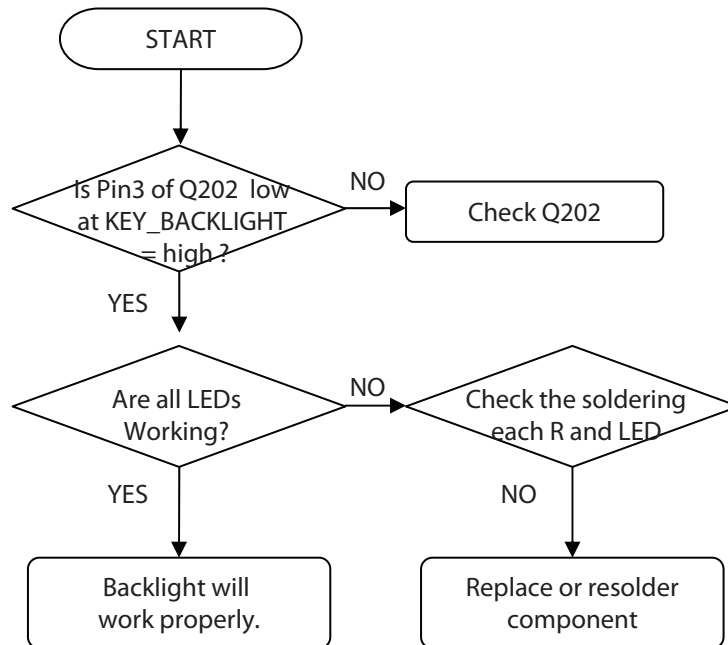 START
Is Pin3 of Q202 low
at KEY_BACKLIGHT
= high ?
NO
Check Q202
YES
Are all LEDs
Working?
NO
Check the soldering
each R and LED
YES
NO
Backlight will
work properly.
Replace or resolder
component